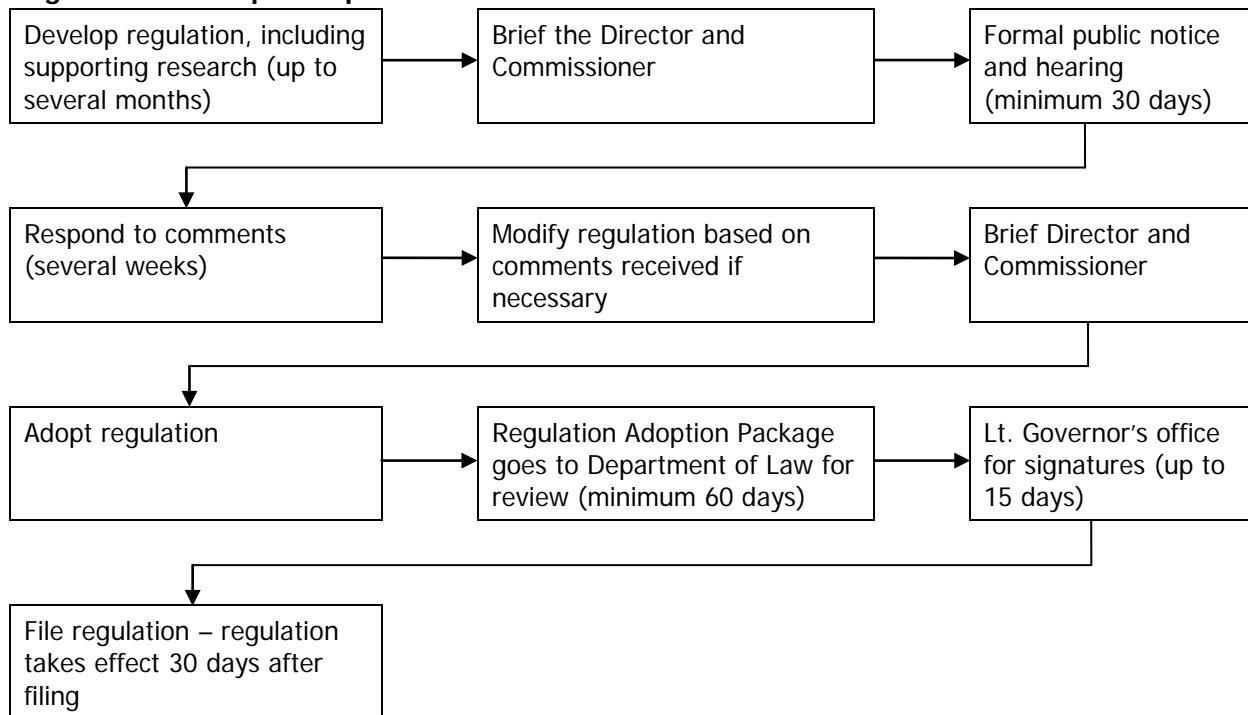 Develop regulation, including
supporting research (up to
several months)
Brief the Director and
Commissioner
Formal public notice
and hearing
(minimum 30 days)
Respond to comments
(several weeks)
Modify regulation based on
comments received if
necessary
Brief Director and
Commissioner
Adopt regulation
Regulation Adoption Package
goes to Department of Law for
review (minimum 60 days)
Lt. Governor’s office
for signatures (up to
15 days)
File regulation – regulation
takes effect 30 days after
filing